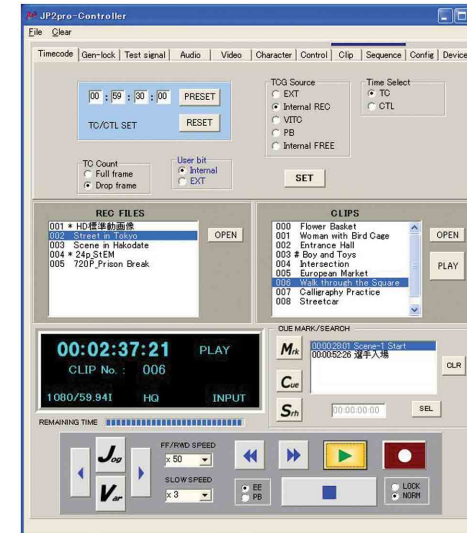 JP2pro-Controller
File Clear
Timecode Gen-lock Test signal Audio Video Character Control Clip Sequence Config Device
00 : 59 : 30 : 00 PRESET
TC/CTL SET RESET
TCG Source
EXT
Internal REC
VITC
PB
Internal FREE
Time Select
TC
CTL
TC Count
Full frame
Drop frame
User bit
Internal
EXT
SET
REC FILES
001 * HD標準動画像
002 Street in Tokyo
003 Scene in Hakodate
004 * 24p_StEM
005 720P_Prison Break
OPEN
CLIPS
000 Flower Basket
001 Woman with Bird Cage
002 Entrance Hall
003 # Boy and Toys
004 Intersection
005 European Market
006 Walk through the Square
007 Calligraphy Practice
008 Streetcar
OPEN
PLAY
00:02:37:21 PLAY
CLIP No. : 006
1080/59.94I HQ INPUT
REMAINING TIME
CUE MARK/SEARCH
Mrk
Cue
Srh
00:00:28:01 Scene-1 Start
00:00:52:26 選手入場
CLR
00:00:00:00 SEL
Jog
Var
FF/RWD SPEED
x 50
SLOW SPEED
x 3
EE
PB
LOCK
NORM